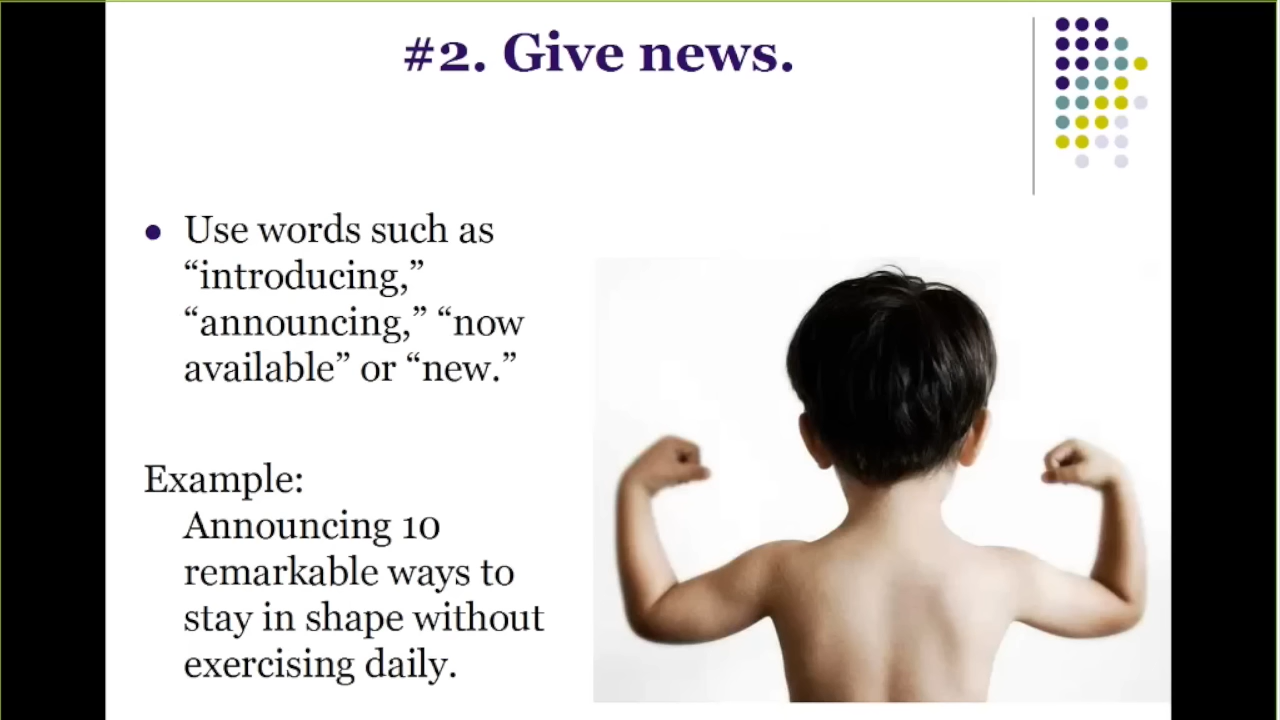 #2. Give news.
● Use words such as
“introducing,”
“announcing,” “now
available” or “new.”
Example:
Announcing 10
remarkable ways to
stay in shape without
exercising daily.